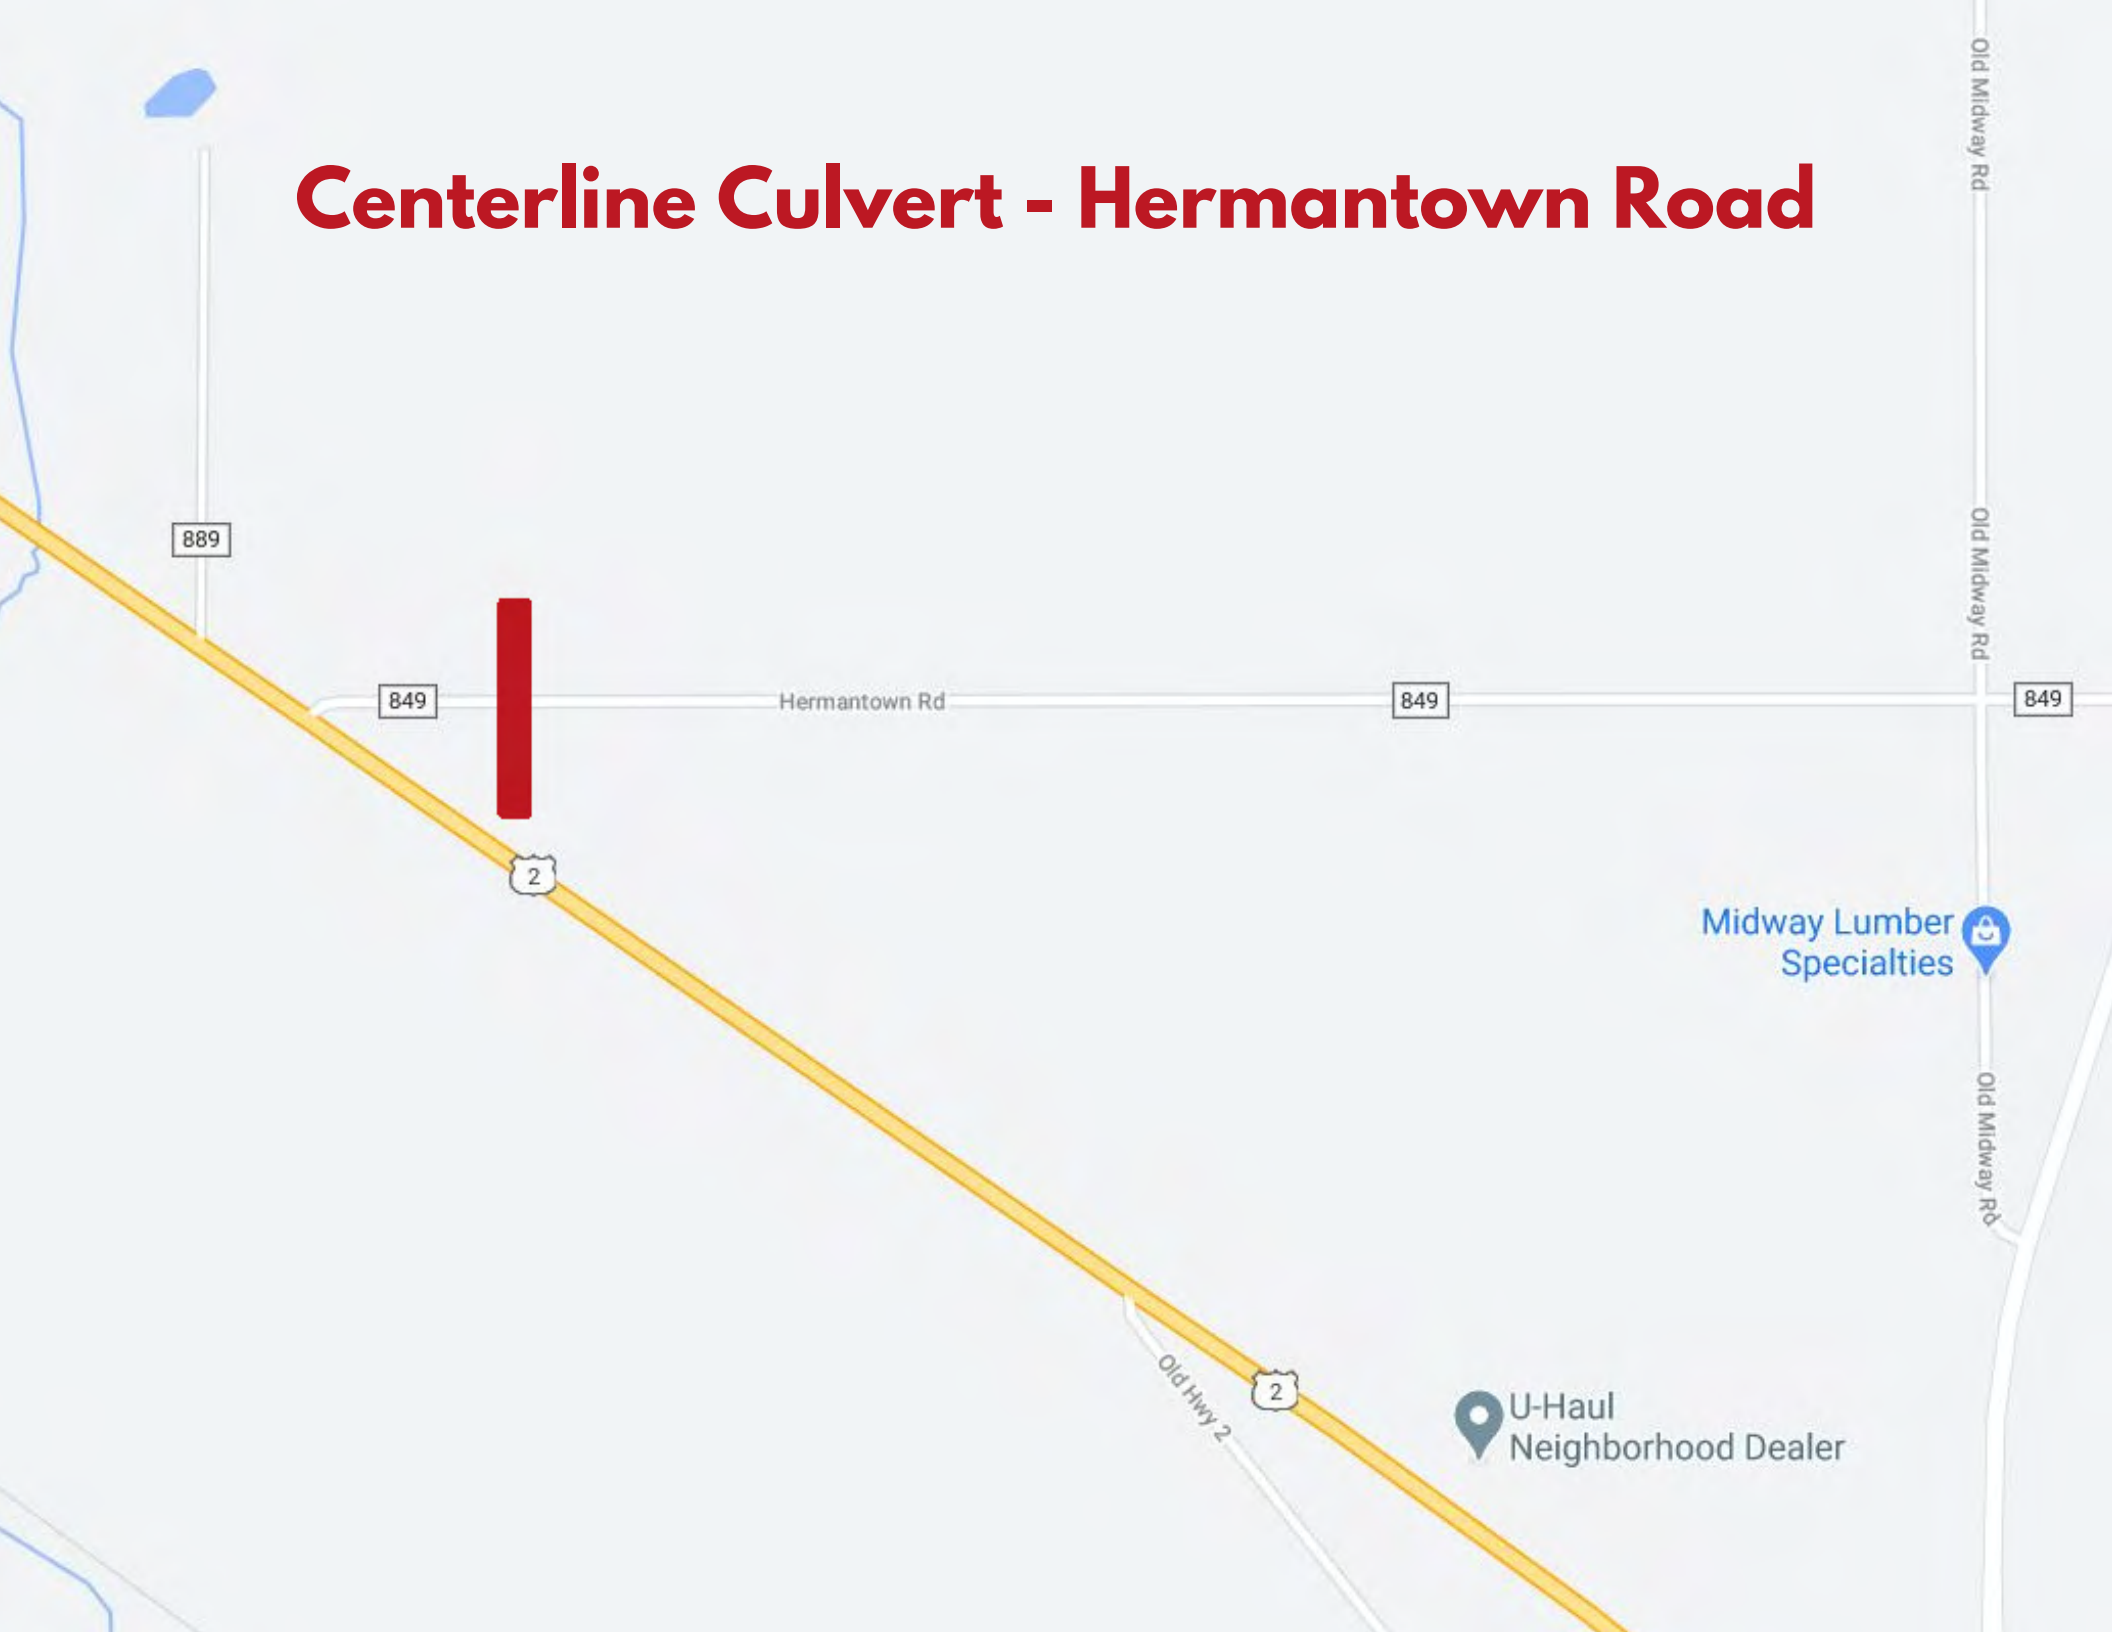 Old Midway Rd
Centerline Culvert - Hermantown Road
889
Old Midway Rd
849
Hermantown Rd
849
849
2
Midway Lumber
Specialties
Old Midway Rd
Old Hwy 2
2
U-Haul
Neighborhood Dealer